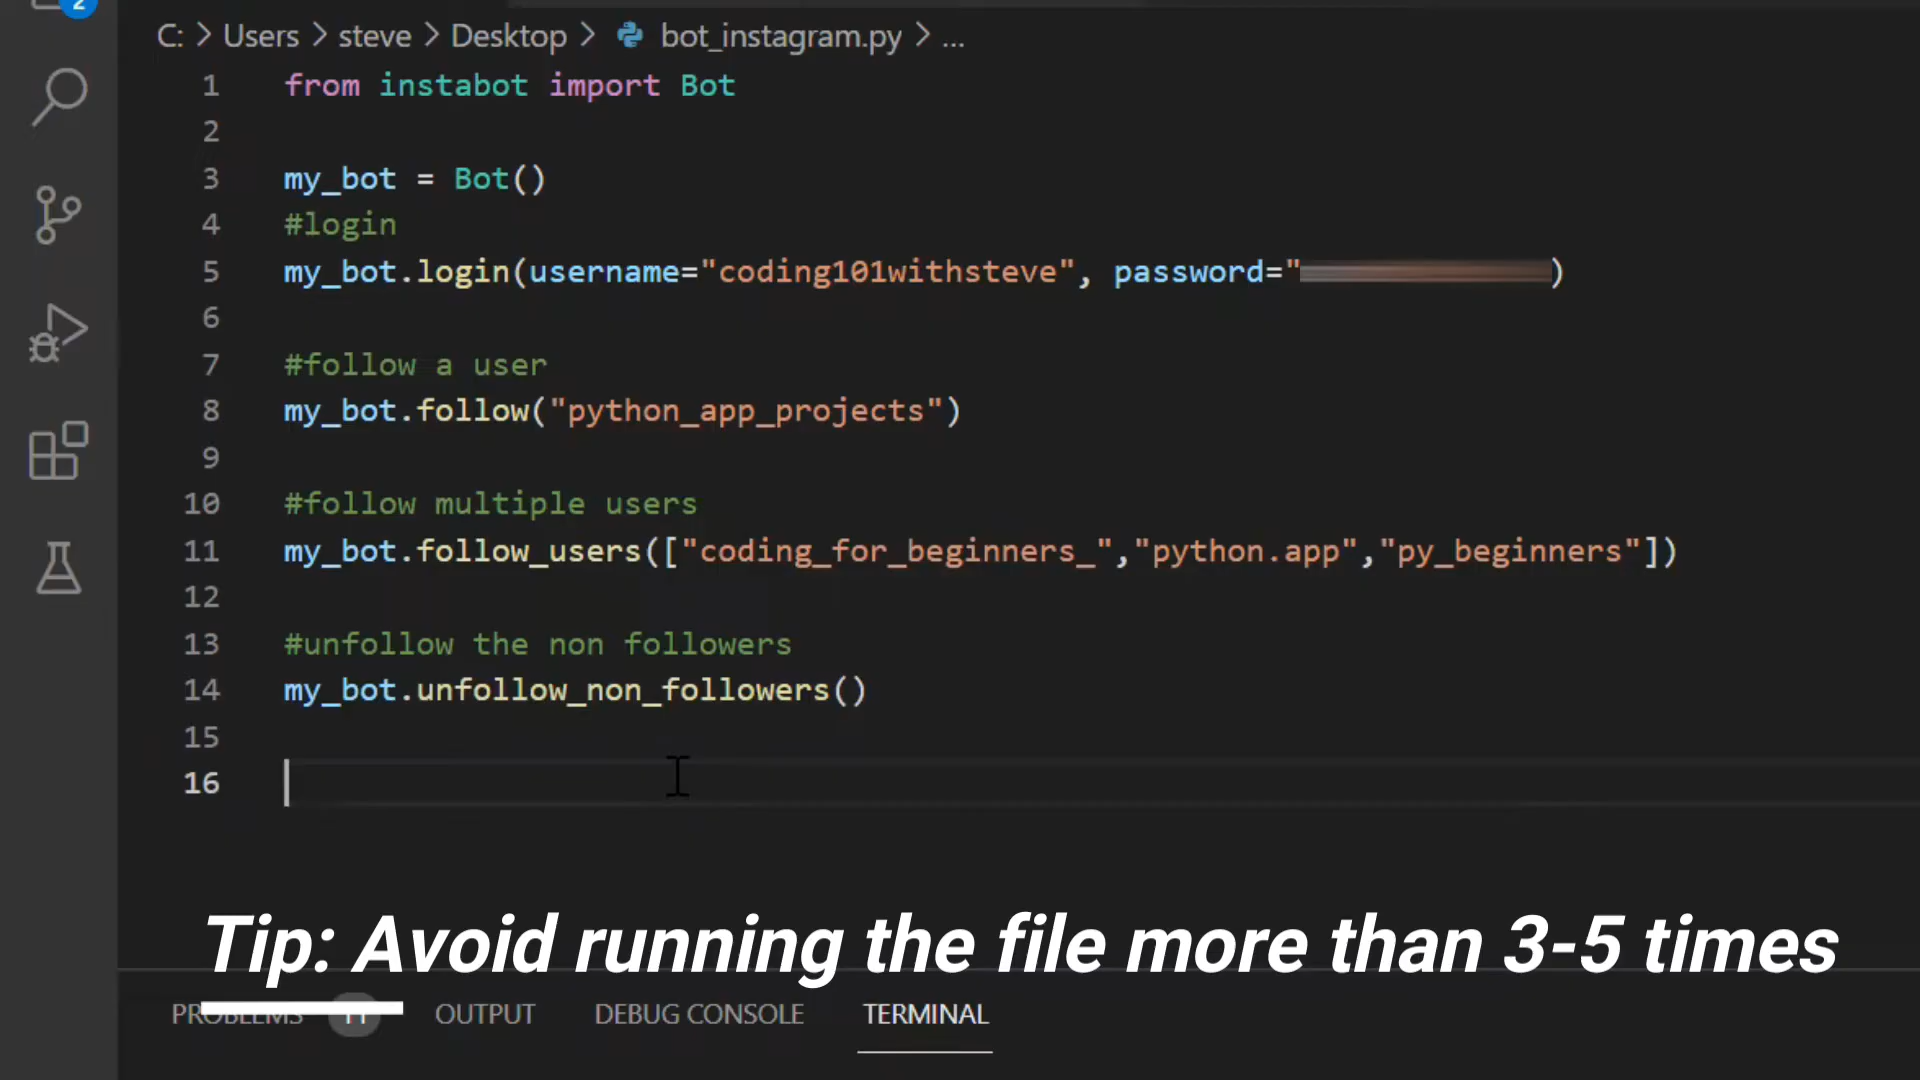 2
C: > Users > steve > Desktop > bot_instagram.py > ...
1 from instabot import Bot
2
3 my_bot = Bot()
4 #login
5 my_bot.login(username="coding101withsteve", password=" )
6
7 #follow a user
8 my_bot.follow("python_app_projects")
9
10 #follow multiple users
11 my_bot.follow_users(["coding_for_beginners_","python.app","py_beginners"])
12
13 #unfollow the non followers
14 my_bot.unfollow_non_followers()
15
16
Tip: Avoid running the file more than 3-5 times
PROBLEMS OUTPUT DEBUG CONSOLE TERMINAL